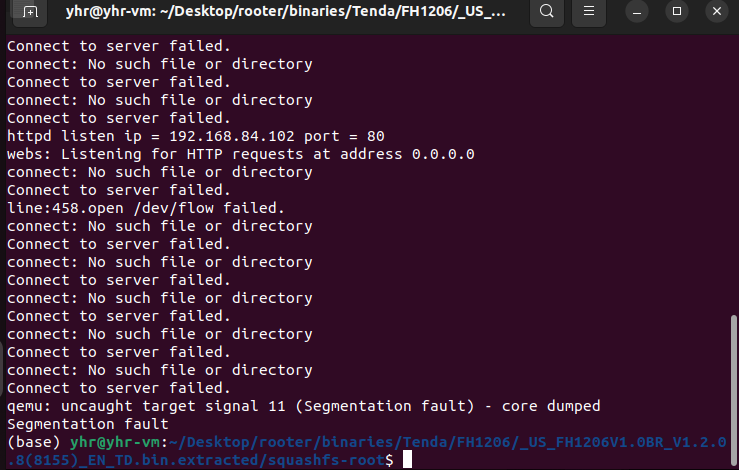 yhr@yhr-vm: ~/Desktop/rooter/binaries/Tenda/FH1206/_US_...
Connect to server failed.
connect: No such file or directory
Connect to server failed.
connect: No such file or directory
Connect to server failed.
httpd listen ip = 192.168.84.102 port = 80
webs: Listening for HTTP requests at address 0.0.0.0
connect: No such file or directory
Connect to server failed.
line:458.open /dev/flow failed.
connect: No such file or directory
Connect to server failed.
connect: No such file or directory
Connect to server failed.
connect: No such file or directory
Connect to server failed.
connect: No such file or directory
Connect to server failed.
connect: No such file or directory
Connect to server failed.
qemu: uncaught target signal 11 (Segmentation fault) - core dumped
Segmentation fault
(base) yhr@yhr-vm:~/Desktop/rooter/binaries/Tenda/FH1206/_US_FH1206V1.0BR_V1.2.0
.8(8155)_EN_TD.bin.extracted/squashfs-root$